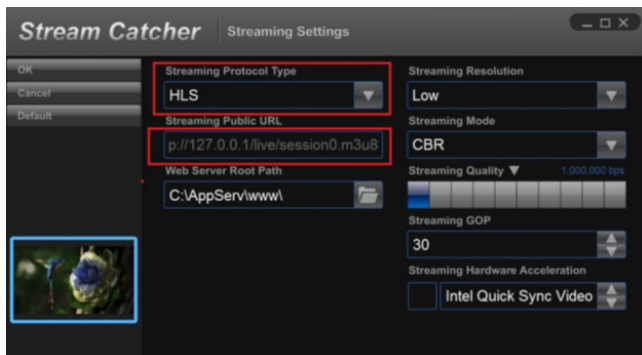 Stream Catcher Streaming Settings
OK
Cancel
Default
Streaming Protocol Type
HLS
Streaming Public URL
p://127.0.0.1/live/session0.m3u8
Web Server Root Path
C:\AppServ\www\
Streaming Resolution
Low
Streaming Mode
CBR
Streaming Quality 1,000,000 bps
Streaming GOP
30
Streaming Hardware Acceleration
Intel Quick Sync Video